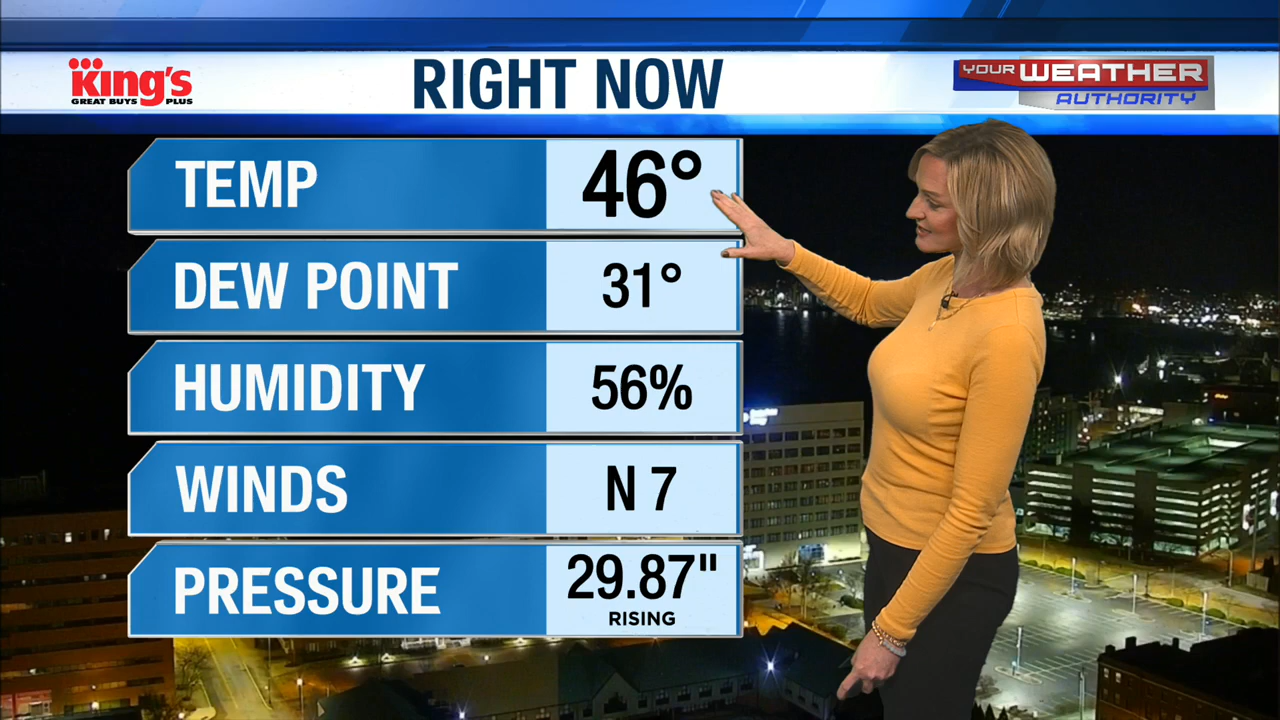 King's
GREAT BUYS PLUS
RIGHT NOW
YOUR WEATHER
AUTHORITY
TEMP 46°
DEW POINT 31°
HUMIDITY 56%
WINDS N 7
PRESSURE 29.87"
RISING